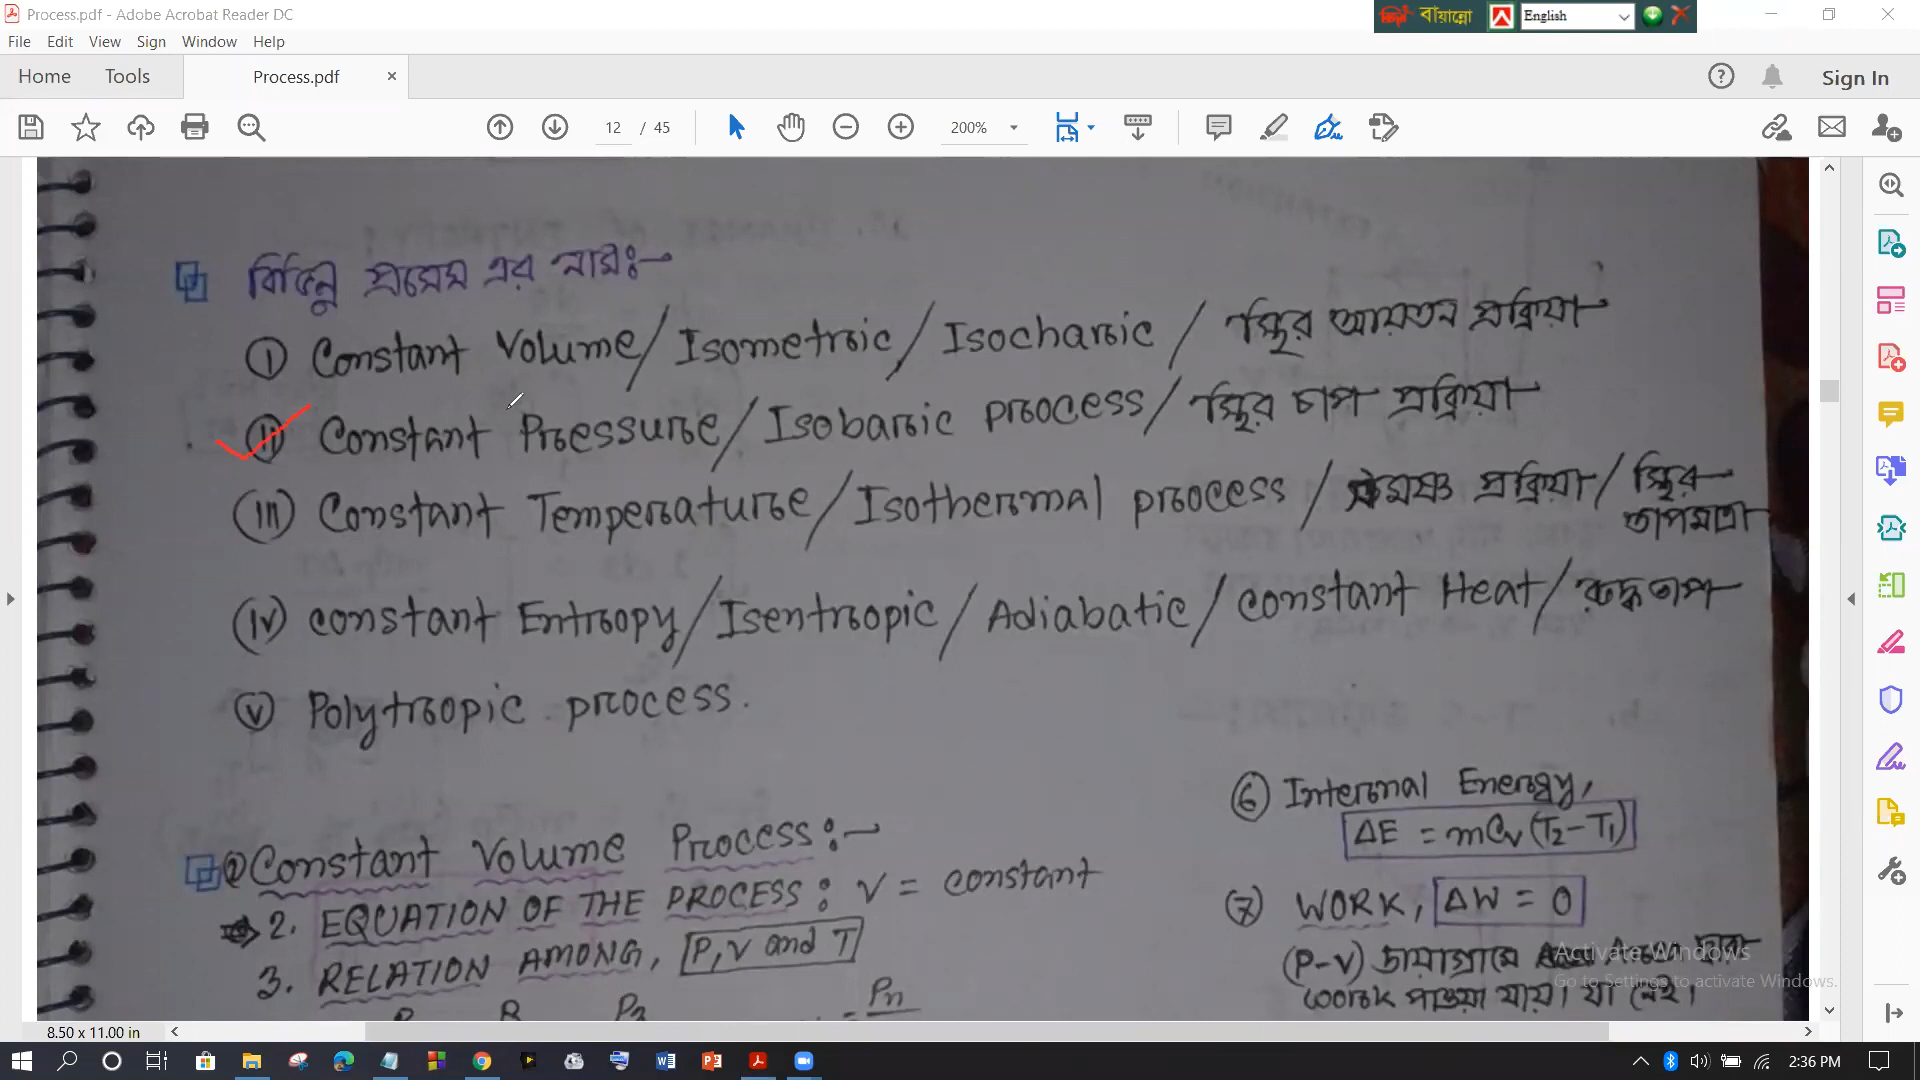 Process.pdf - Adobe Acrobat Reader DC
বায়ান্নো
English
File Edit View Sign Window Help
Home Tools Process.pdf × Sign In
12 / 45 200%
বিভিন্ন প্রসেস এর নামঃ-
(I) Constant Volume / Isometric / Isochoric / স্থির আয়তন প্রক্রিয়া
(II) Constant Pressure / Isobaric process / স্থির চাপ প্রক্রিয়া
(III) Constant Temperature / Isothermal process / সমোষ্ণ প্রক্রিয়া / স্থির তাপমাত্রা
(IV) constant Entropy / Isentropic / Adiabatic / constant Heat / রুদ্ধতাপ
(V) Polytropic process.
Constant Volume Process:-
2. EQUATION OF THE PROCESS: V = constant
3. RELATION AMONG, P, V and T
Pn
(6) Internal Energy,
ΔE = mCv (T2 - T1)
(7) WORK, ΔW = 0
(P-V) ডায়াগ্রামে
work পাওয়া যায়। যা নেই।
Activate Windows
Go to Settings to activate Windows.
8.50 x 11.00 in
2:36 PM